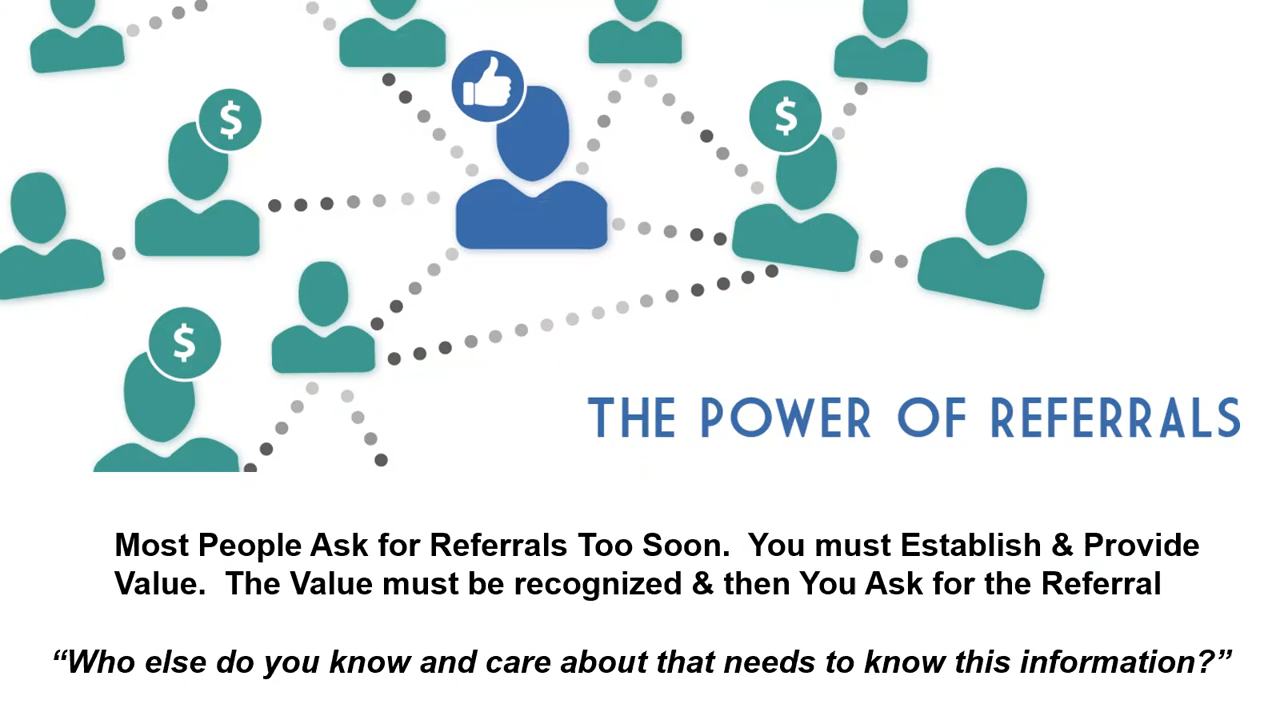 $
$
$
THE POWER OF REFERRALS
Most People Ask for Referrals Too Soon.  You must Establish & Provide
Value.  The Value must be recognized & then You Ask for the Referral
“Who else do you know and care about that needs to know this information?”